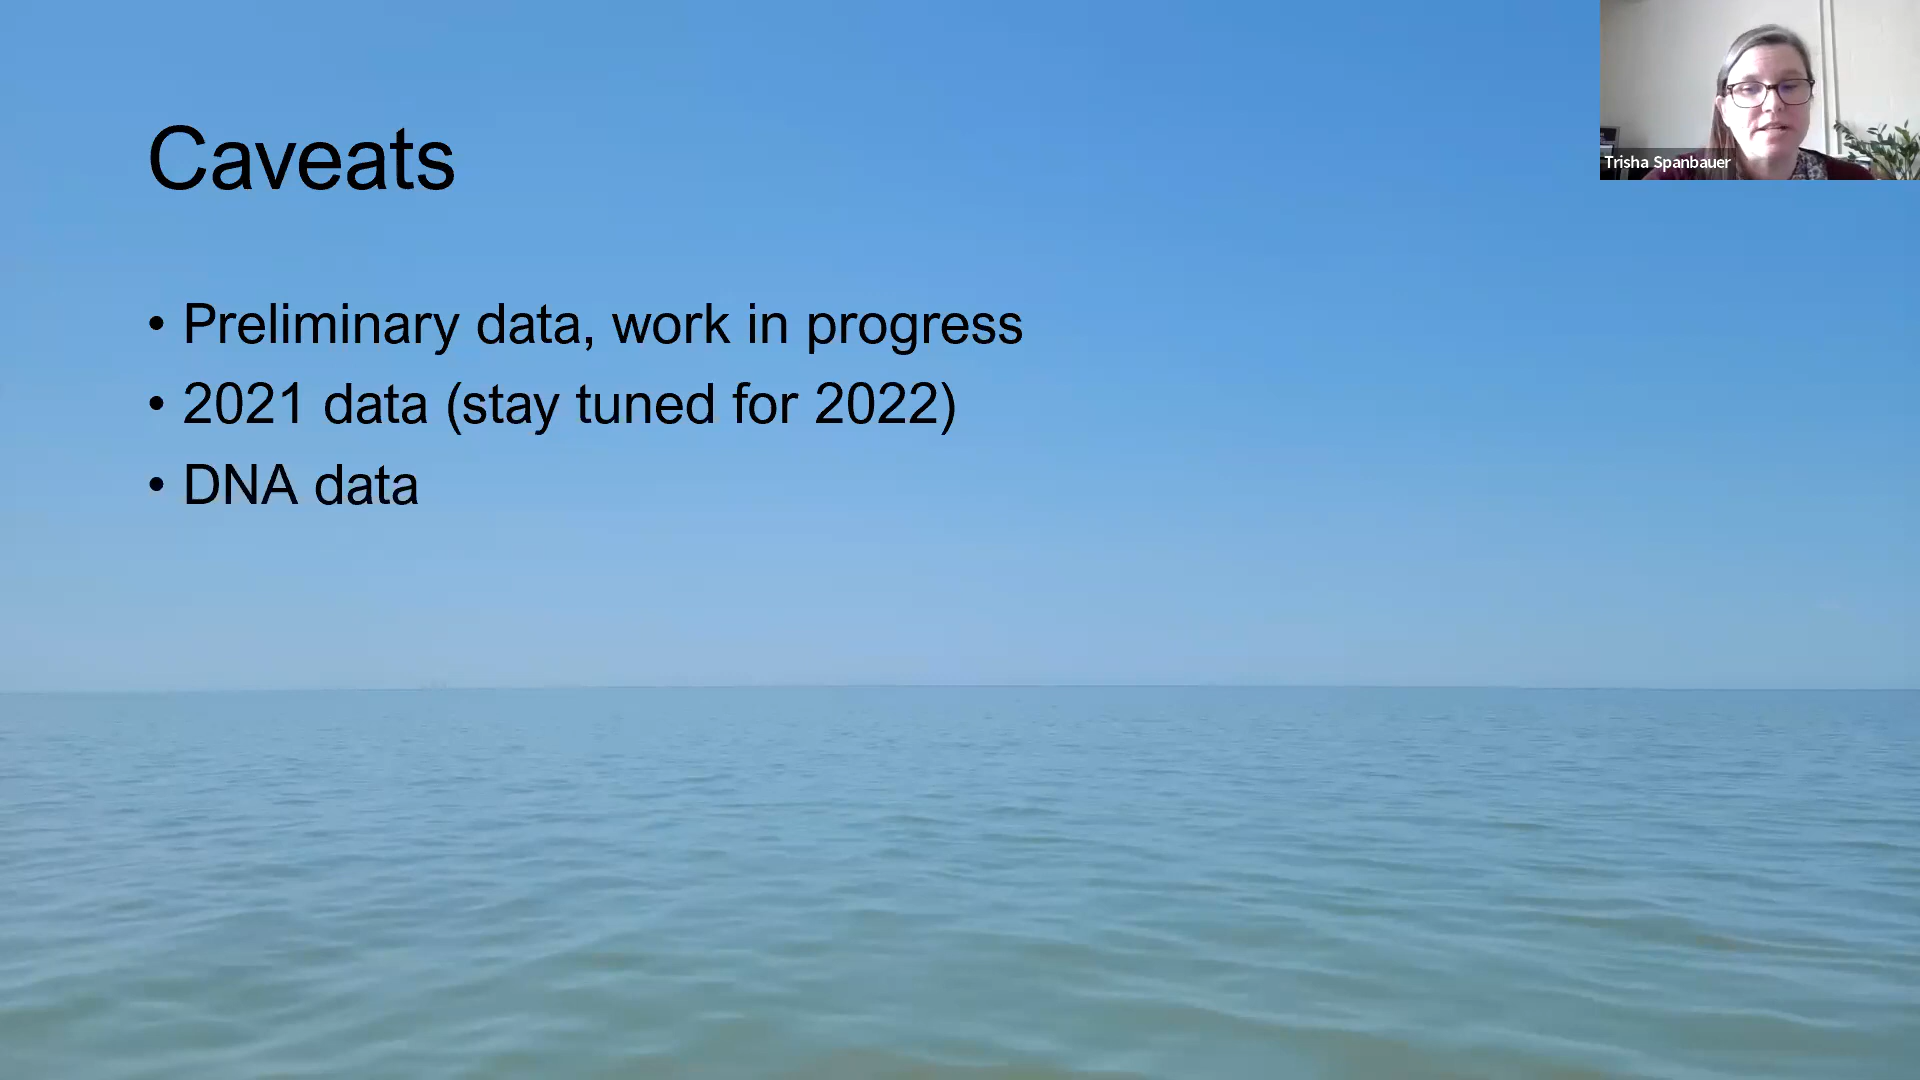 Caveats
• Preliminary data, work in progress
• 2021 data (stay tuned for 2022)
• DNA data
Trisha Spanbauer